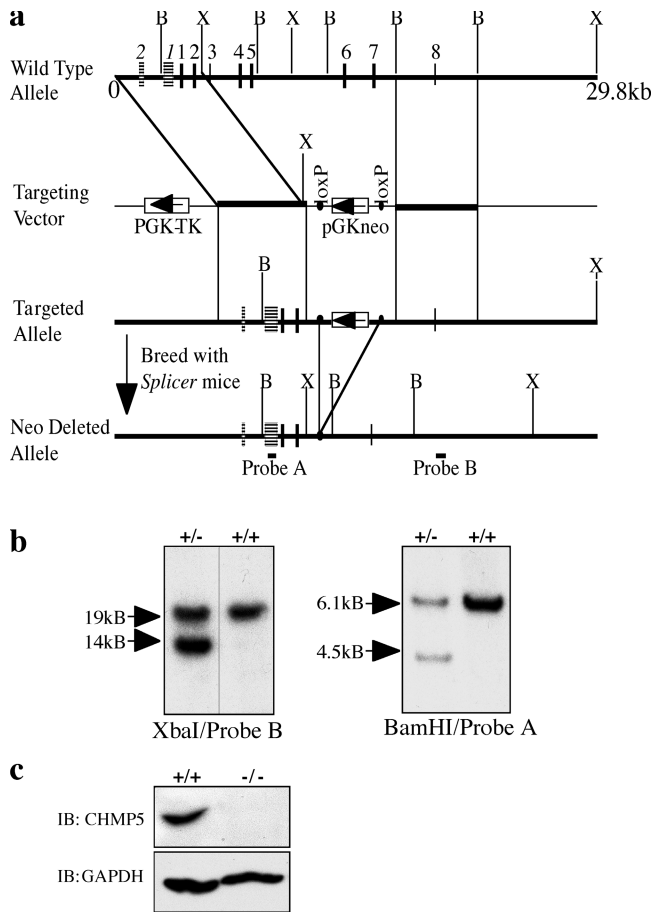 a
B X B X B B B X
2 1 1 2 3 4 5 6 7 8
Wild Type
Allele
0 29.8kb
X
loxP loxP
Targeting
Vector
PGK-TK pGKneo
B X
Targeted
Allele
Breed with
Splicer mice
B X B B X
Neo Deleted
Allele
Probe A Probe B
b
+/- +/+ +/- +/+
19kB
14kB
6.1kB
4.5kB
XbaI/Probe B BamHI/Probe A
c
+/+ -/-
IB: CHMP5
IB:GAPDH